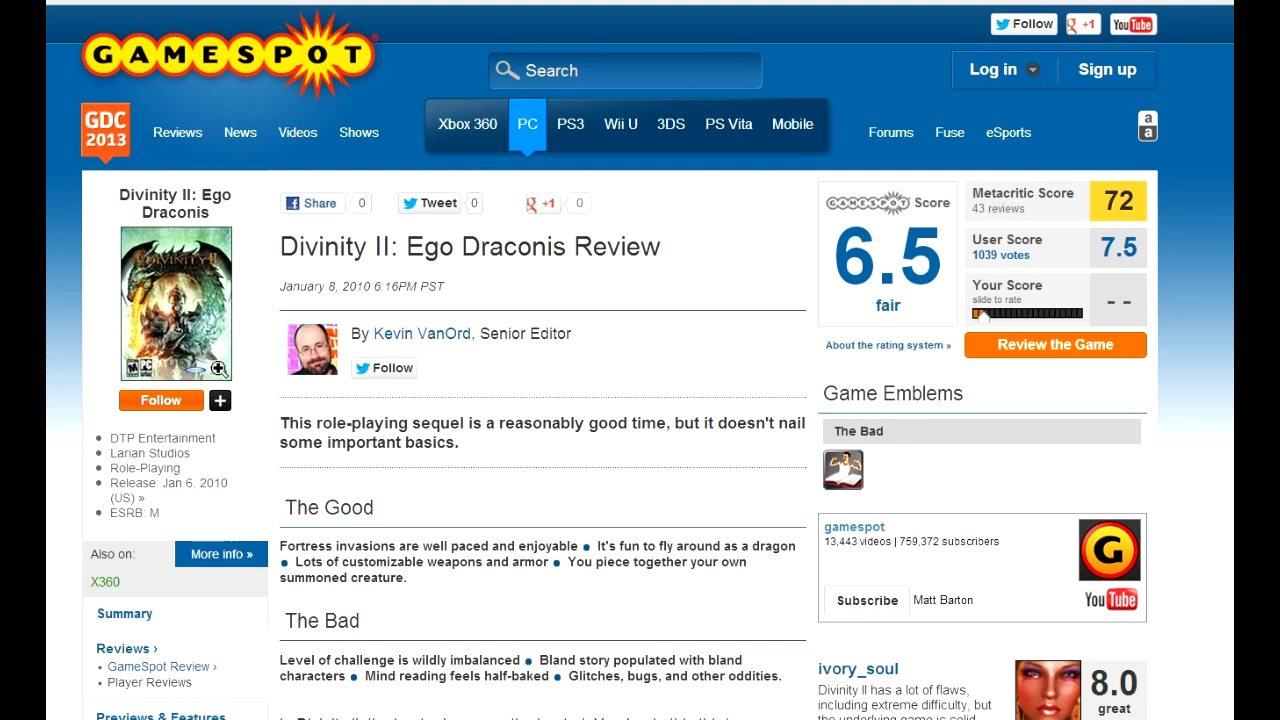 Follow
+1
YouTube
GAMESPOT
Search
Log in
Sign up
GDC
2013
Reviews
News
Videos
Shows
Xbox 360
PC
PS3
Wii U
3DS
PS Vita
Mobile
Forums
Fuse
eSports
a
a
Divinity II: Ego
Draconis
Follow
DTP Entertainment
Larian Studios
Role-Playing
Release: Jan 6, 2010
(US) »
ESRB: M
Also on:
More info »
X360
Summary
Reviews ›
GameSpot Review ›
Player Reviews
Previews & Features
Share
0
Tweet
0
+1
0
Divinity II: Ego Draconis Review
January 8, 2010 6:16PM PST
By Kevin VanOrd, Senior Editor
Follow
This role-playing sequel is a reasonably good time, but it doesn't nail
some important basics.
The Good
Fortress invasions are well paced and enjoyable ● It's fun to fly around as a dragon
● Lots of customizable weapons and armor ● You piece together your own
summoned creature.
The Bad
Level of challenge is wildly imbalanced ● Bland story populated with bland
characters ● Mind reading feels half-baked ● Glitches, bugs, and other oddities.
GAMESPOT Score
6.5
fair
About the rating system »
Metacritic Score
43 reviews
72
User Score
1039 votes
7.5
Your Score
slide to rate
- -
Review the Game
Game Emblems
The Bad
gamespot
13,443 videos | 759,372 subscribers
G
Subscribe
Matt Barton
YouTube
ivory_soul
Divinity II has a lot of flaws,
including extreme difficulty, but
the underlying game is solid
8.0
great